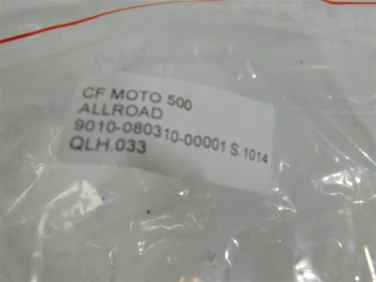 CF MOTO 500
ALLROAD
9010-080310-00001 S.1014
QLH.033